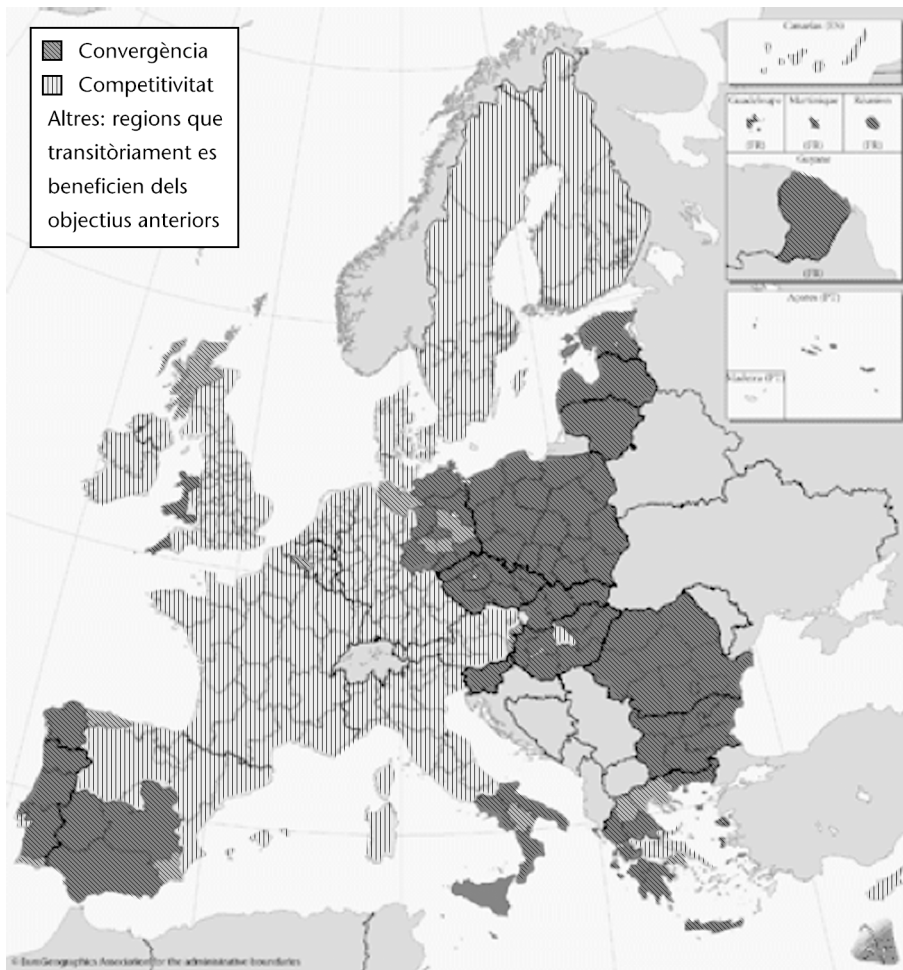 Convergència
Competitivitat
Altres: regions que
transitòriament es
beneficien dels
objectius anteriors
Canarias (ES)
Guadeloupe Martinique Réunion
(FR) (FR) (FR)
Guyane
(FR)
Açores (PT)
Madeira (PT)
© EuroGeographics Association for the administrative boundaries